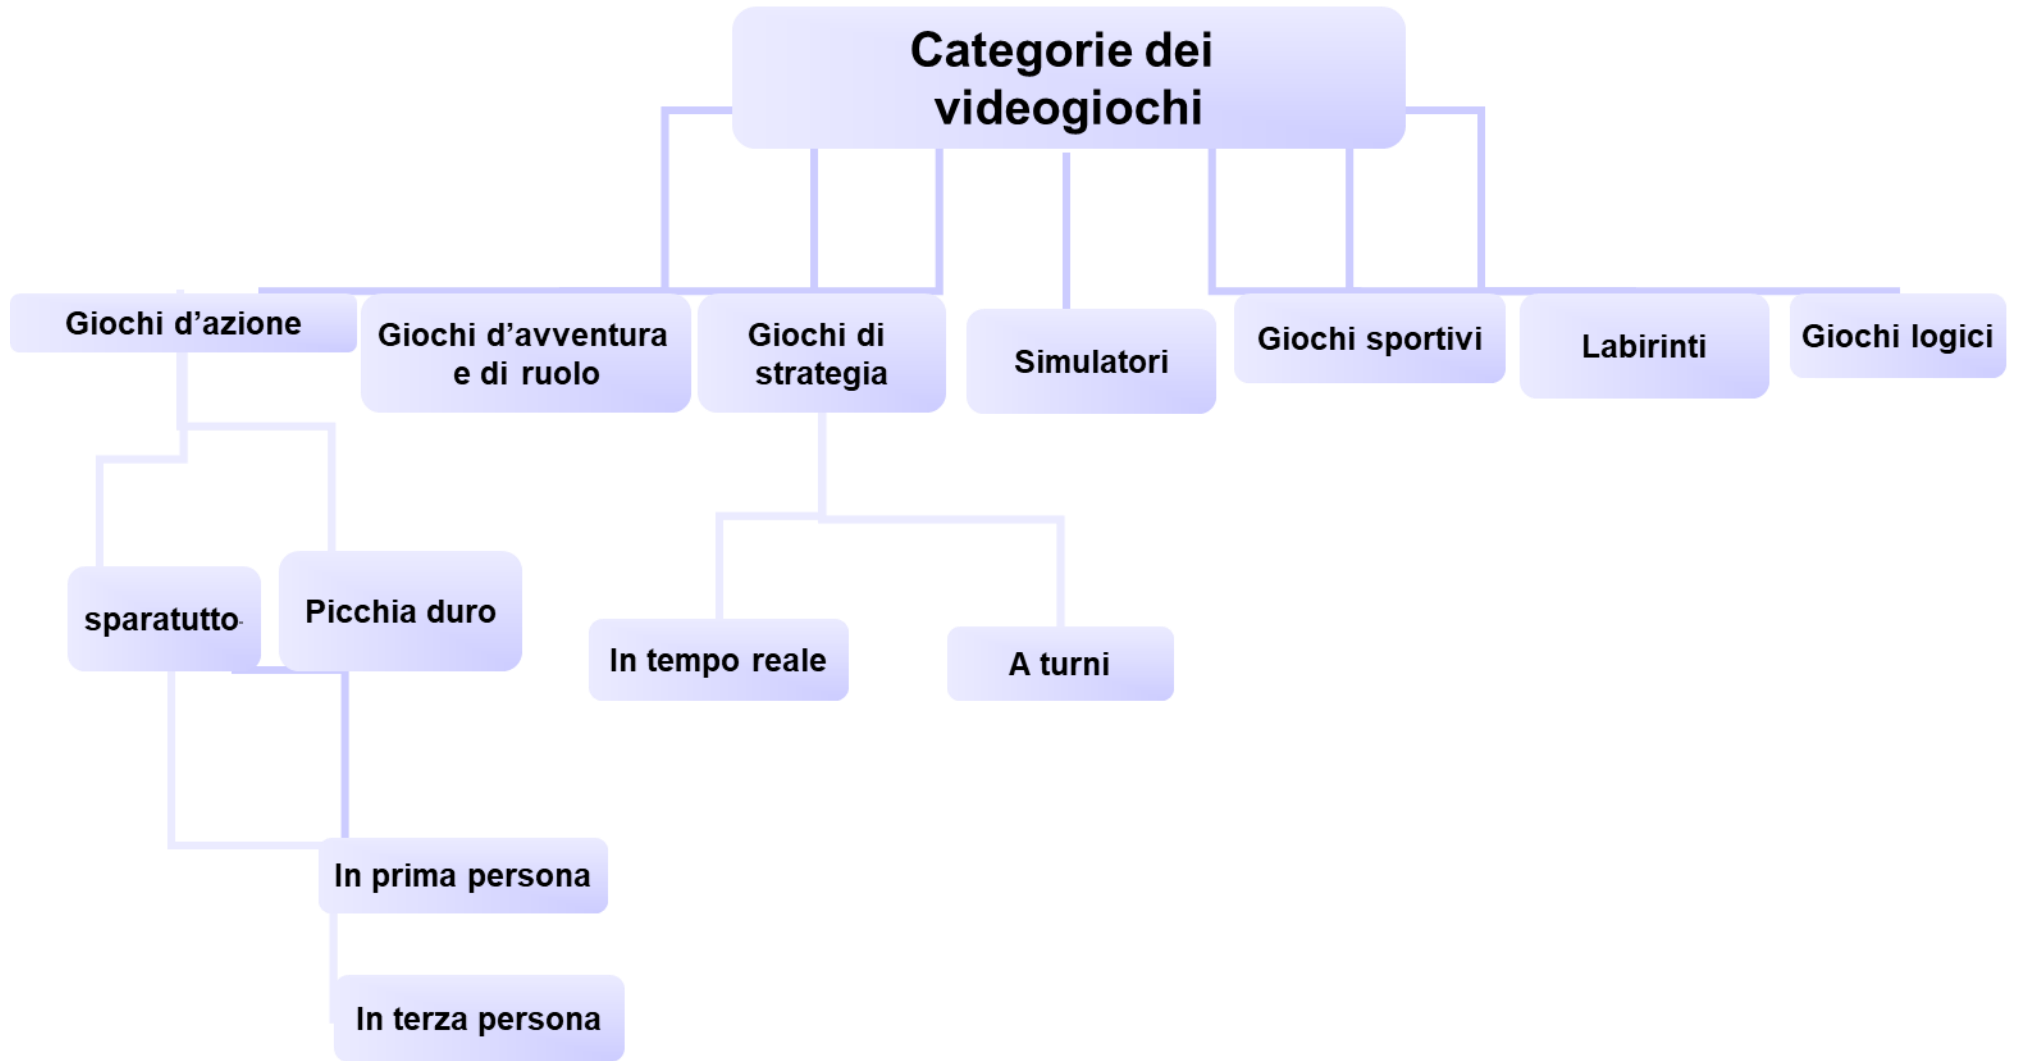 Categorie dei
videogiochi
Giochi d’azione
Giochi d’avventura
e di ruolo
Giochi di
strategia
Simulatori
Giochi sportivi
Labirinti
Giochi logici
sparatutto-
Picchia duro
In tempo reale
A turni
In prima persona
In terza persona